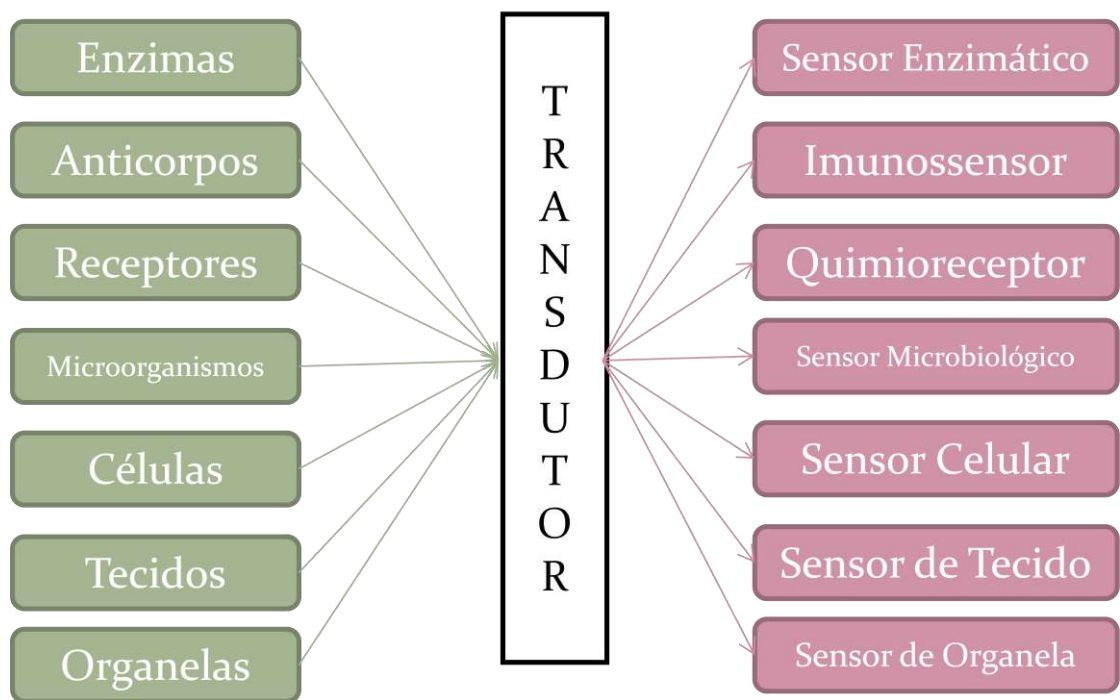 Enzimas
Anticorpos
Receptores
Microorganismos
Células
Tecidos
Organelas
T
R
A
N
S
D
U
T
O
R
Sensor Enzimático
Imunossensor
Quimioreceptor
Sensor Microbiológico
Sensor Celular
Sensor de Tecido
Sensor de Organela